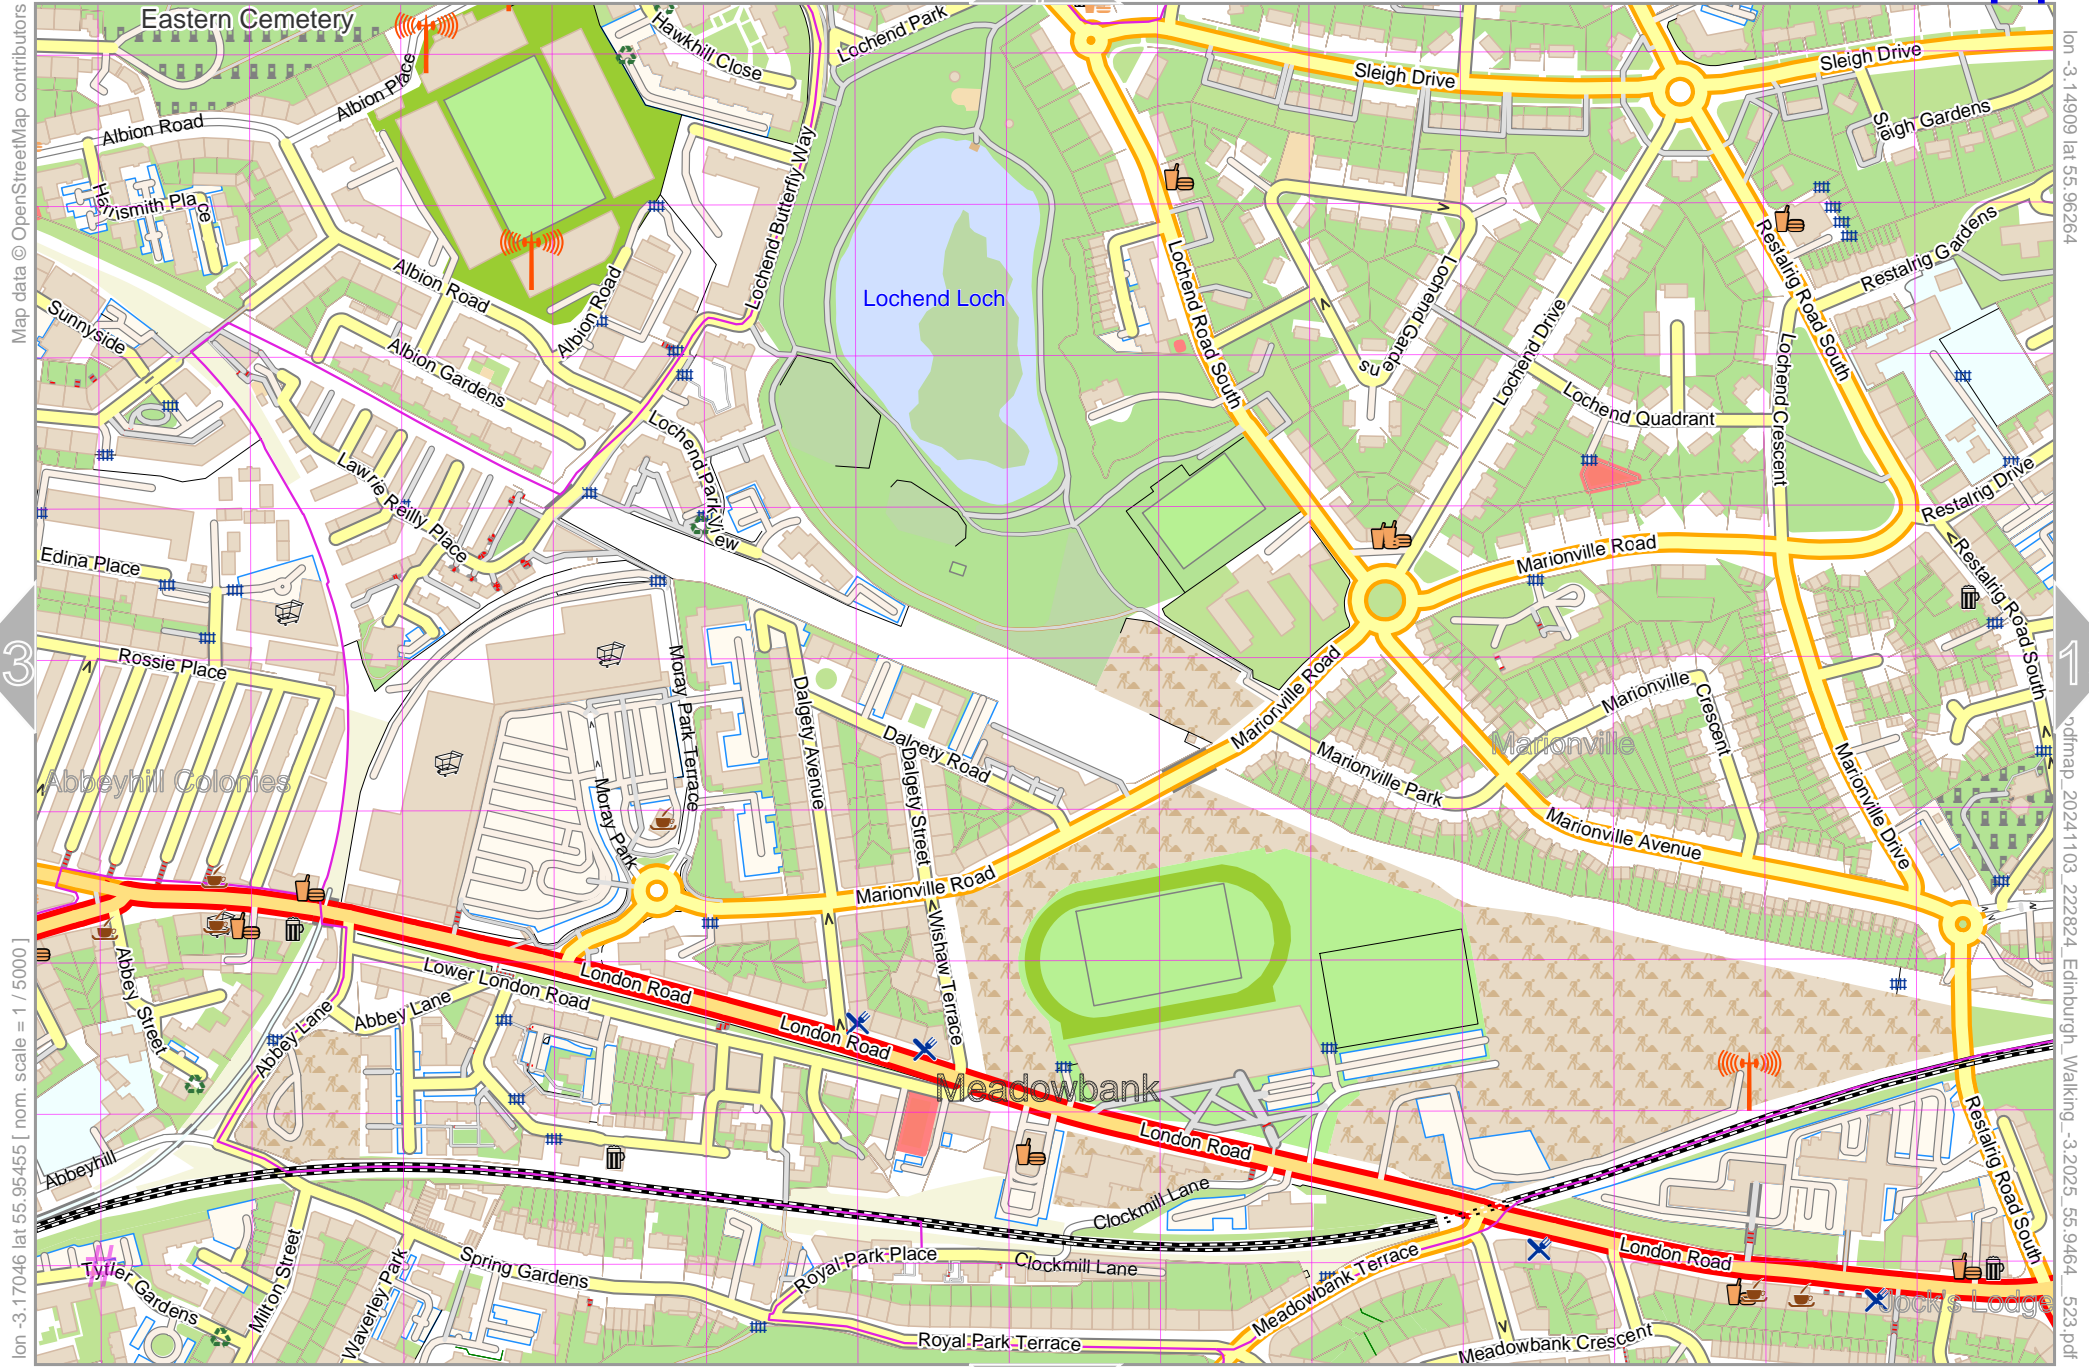 Eastern Cemetery
Map data © OpenStreetMap contributors
lon -3.17046 lat 55.95455 [ nom. scale = 1 / 5000 ]
lon -3.14909 lat 55.96264
pdfmap_20241103_222824_Edinburgh_Walking_-3.2025_55.9464__523.pdf
3
1
Hawkhill Close
Lochend Park
Sleigh Drive
Sleigh Drive
Sleigh Gardens
Albion Place
Albion Road
Harrismith Place
Lochend Butterfly Way
Albion Road
Albion Road
Albion Gardens
Sunnyside
Lochend Loch
Lochend Road South
Lochend Gardens
Lochend Drive
Restalrig Road South
Restalrig Gardens
Lochend Quadrant
Lochend Crescent
Restalrig Drive
Restalrig Road South
Lawrie Reilly Place
Lochend Park View
Edina Place
Rossie Place
Marionville Road
Marionville Road
Marionville Crescent
Marionville
Marionville Park
Marionville Avenue
Marionville Drive
Moray Park Terrace
Moray Park
Dalgety Avenue
Dalgety Road
Dalgety Street
Abbeyhill Colonies
Marionville Road
Wishaw Terrace
London Road
Lower London Road
London Road
Abbey Lane
Abbey Lane
Abbey Street
Meadowbank
London Road
Abbeyhill
Clockmill Lane
Clockmill Lane
Restalrig Road South
London Road
Royal Park Place
Spring Gardens
Meadowbank Terrace
Tytler Gardens
Milton Street
Waverley Park
Royal Park Terrace
Meadowbank Crescent
Jock's Lodge